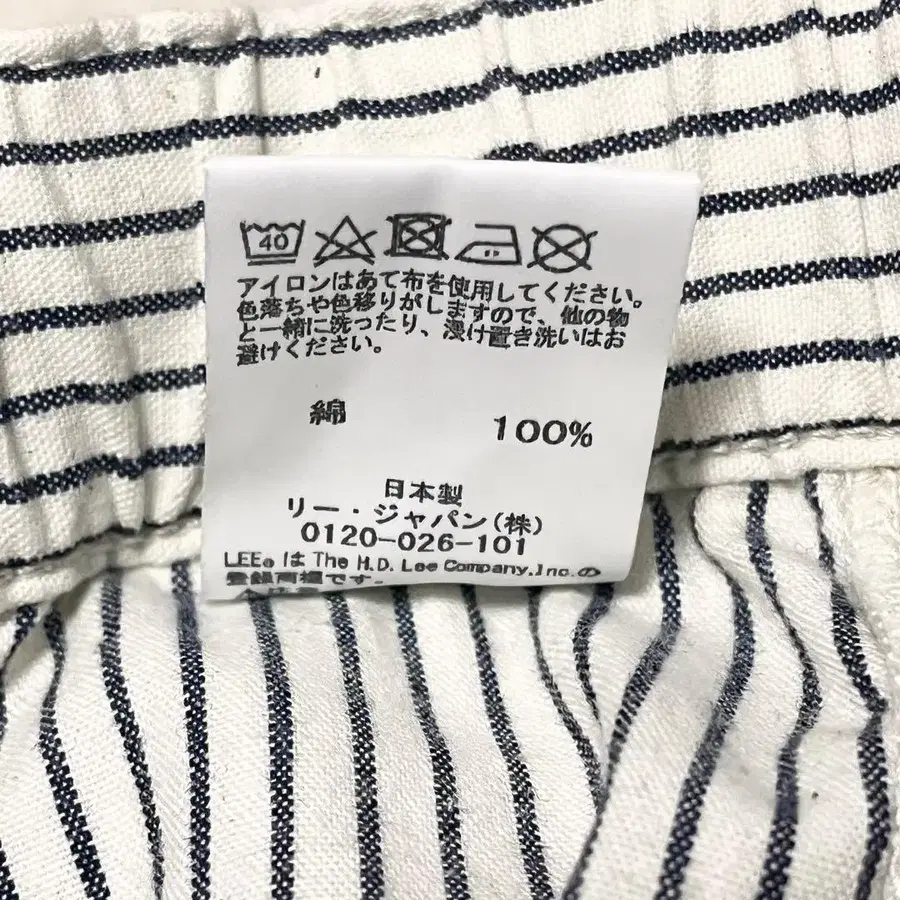 40
アイロンはあて布を使用してください。
色落ちや色移りがしますので、他の物
と一緒に洗ったり、浸け置き洗いはお
避けください。
綿
100%
日本製
リー・ジャパン(株)
0120-026-101
LEE®は The H.D. Lee Company,Inc.の
登録商標です。